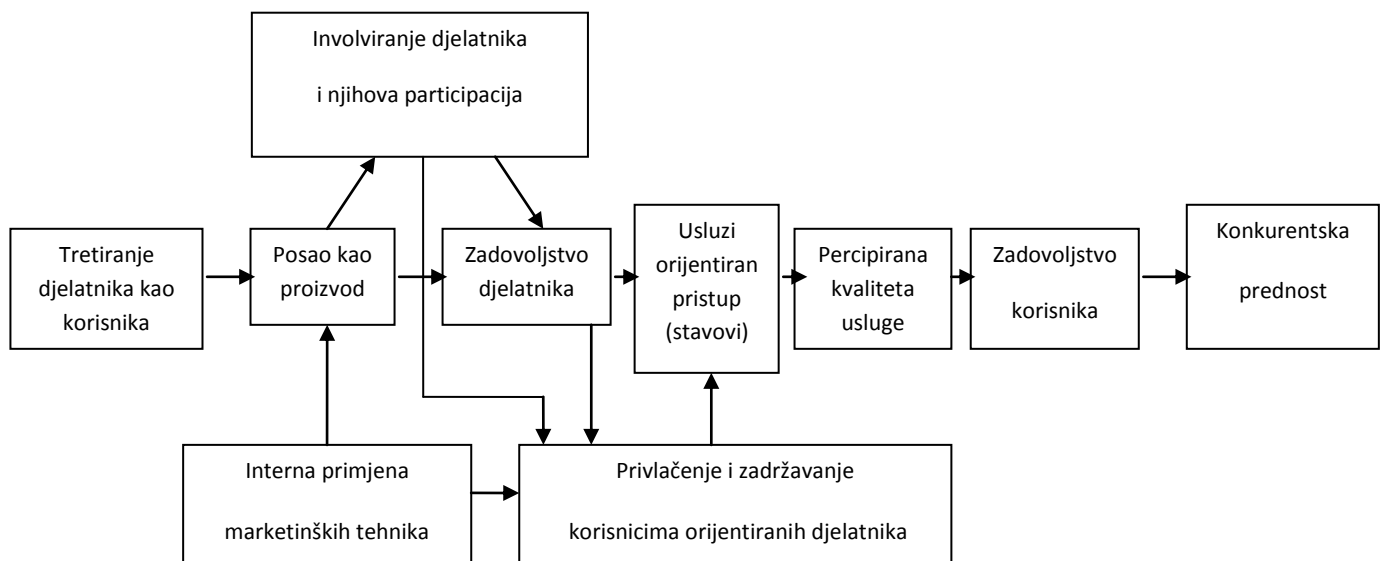 Involviranje djelatnika
i njihova participacija
Tretiranje
djelatnika kao
korisnika
Posao kao
proizvod
Zadovoljstvo
djelatnika
Usluzi
orijentiran
pristup
(stavovi)
Percipirana
kvaliteta
usluge
Zadovoljstvo
korisnika
Konkurentska
prednost
Interna primjena
marketinških tehnika
Privlačenje i zadržavanje
korisnicima orijentiranih djelatnika